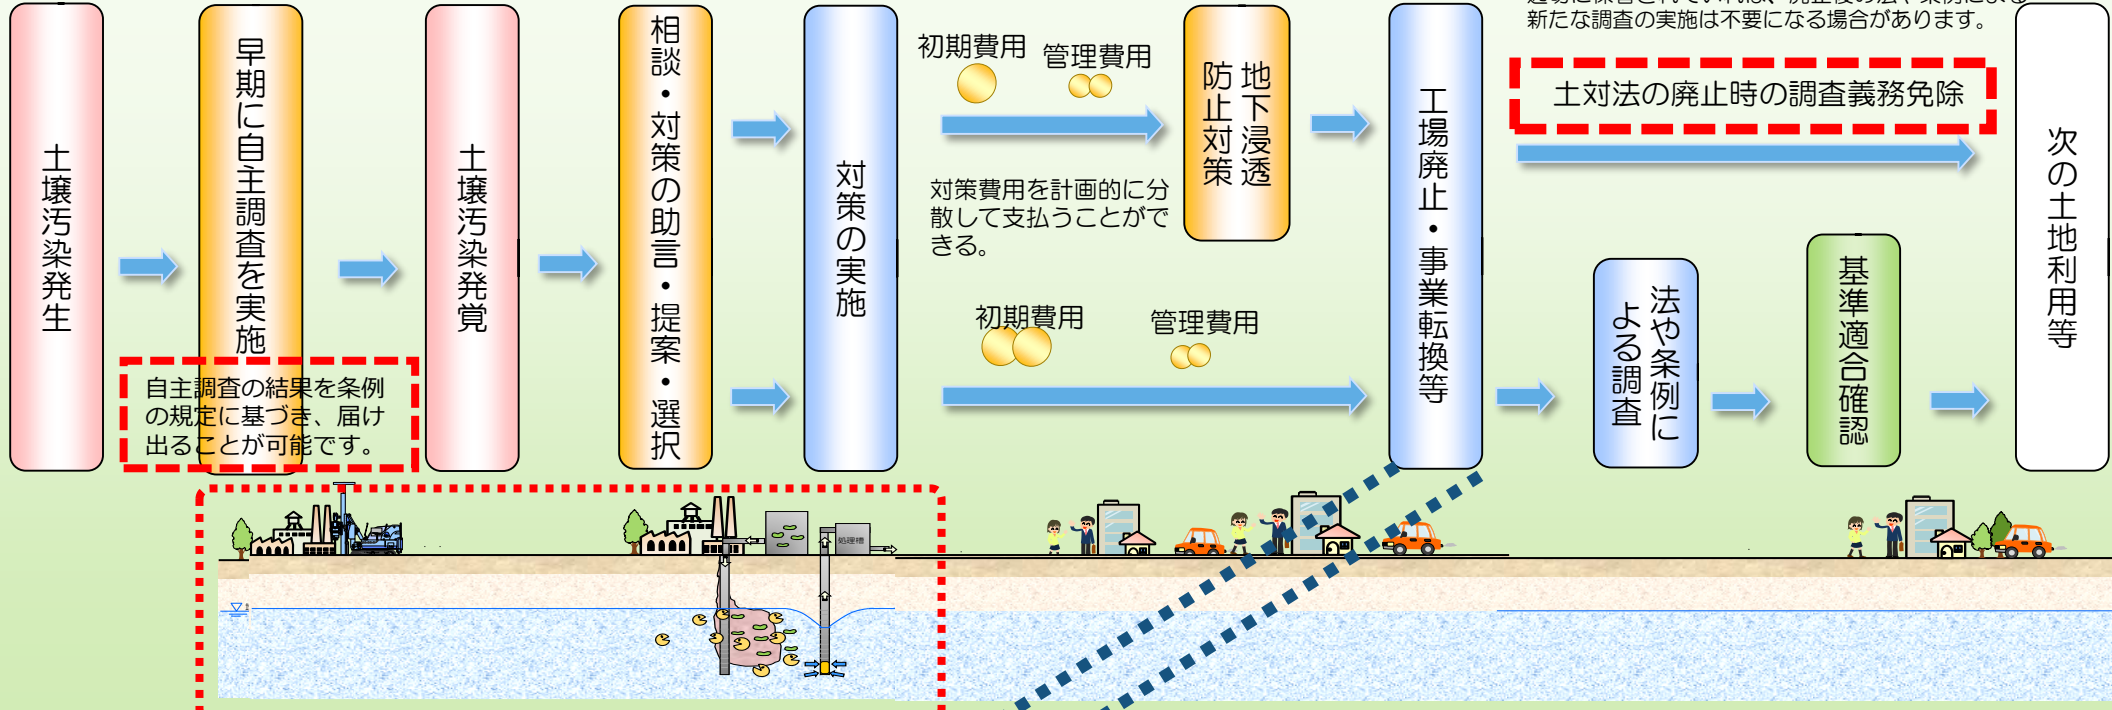 土壌汚染発生
早期に自主調査を実施
自主調査の結果を条例
の規定に基づき、届け
出ることが可能です。
土壌汚染発覚
相談・対策の助言・提案・選択
対策の実施
初期費用
管理費用
対策費用を計画的に分
散して支払うことがで
きる。
初期費用
管理費用
地下浸透
防止対策
工場廃止・事業転換等
新たな調査の実施は不要になる場合があります。
土対法の廃止時の調査義務免除
法や条例に
よる調査
基準適合確認
次の土地利用等
処理槽